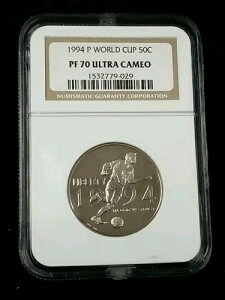 1994 P WORLD CUP 50C
PF 70 ULTRA CAMEO
1532779-029
NUMISMATIC GUARANTY CORPORATION
LIBERTY
1994